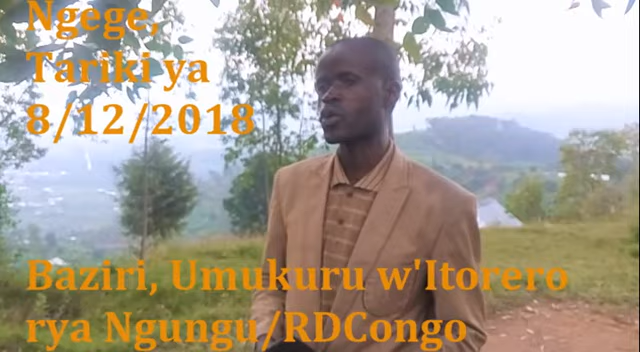 Ngege,
Tariki ya
8/12/2018
Baziri, Umukuru w'Itorero
rya Ngungu/RDCongo